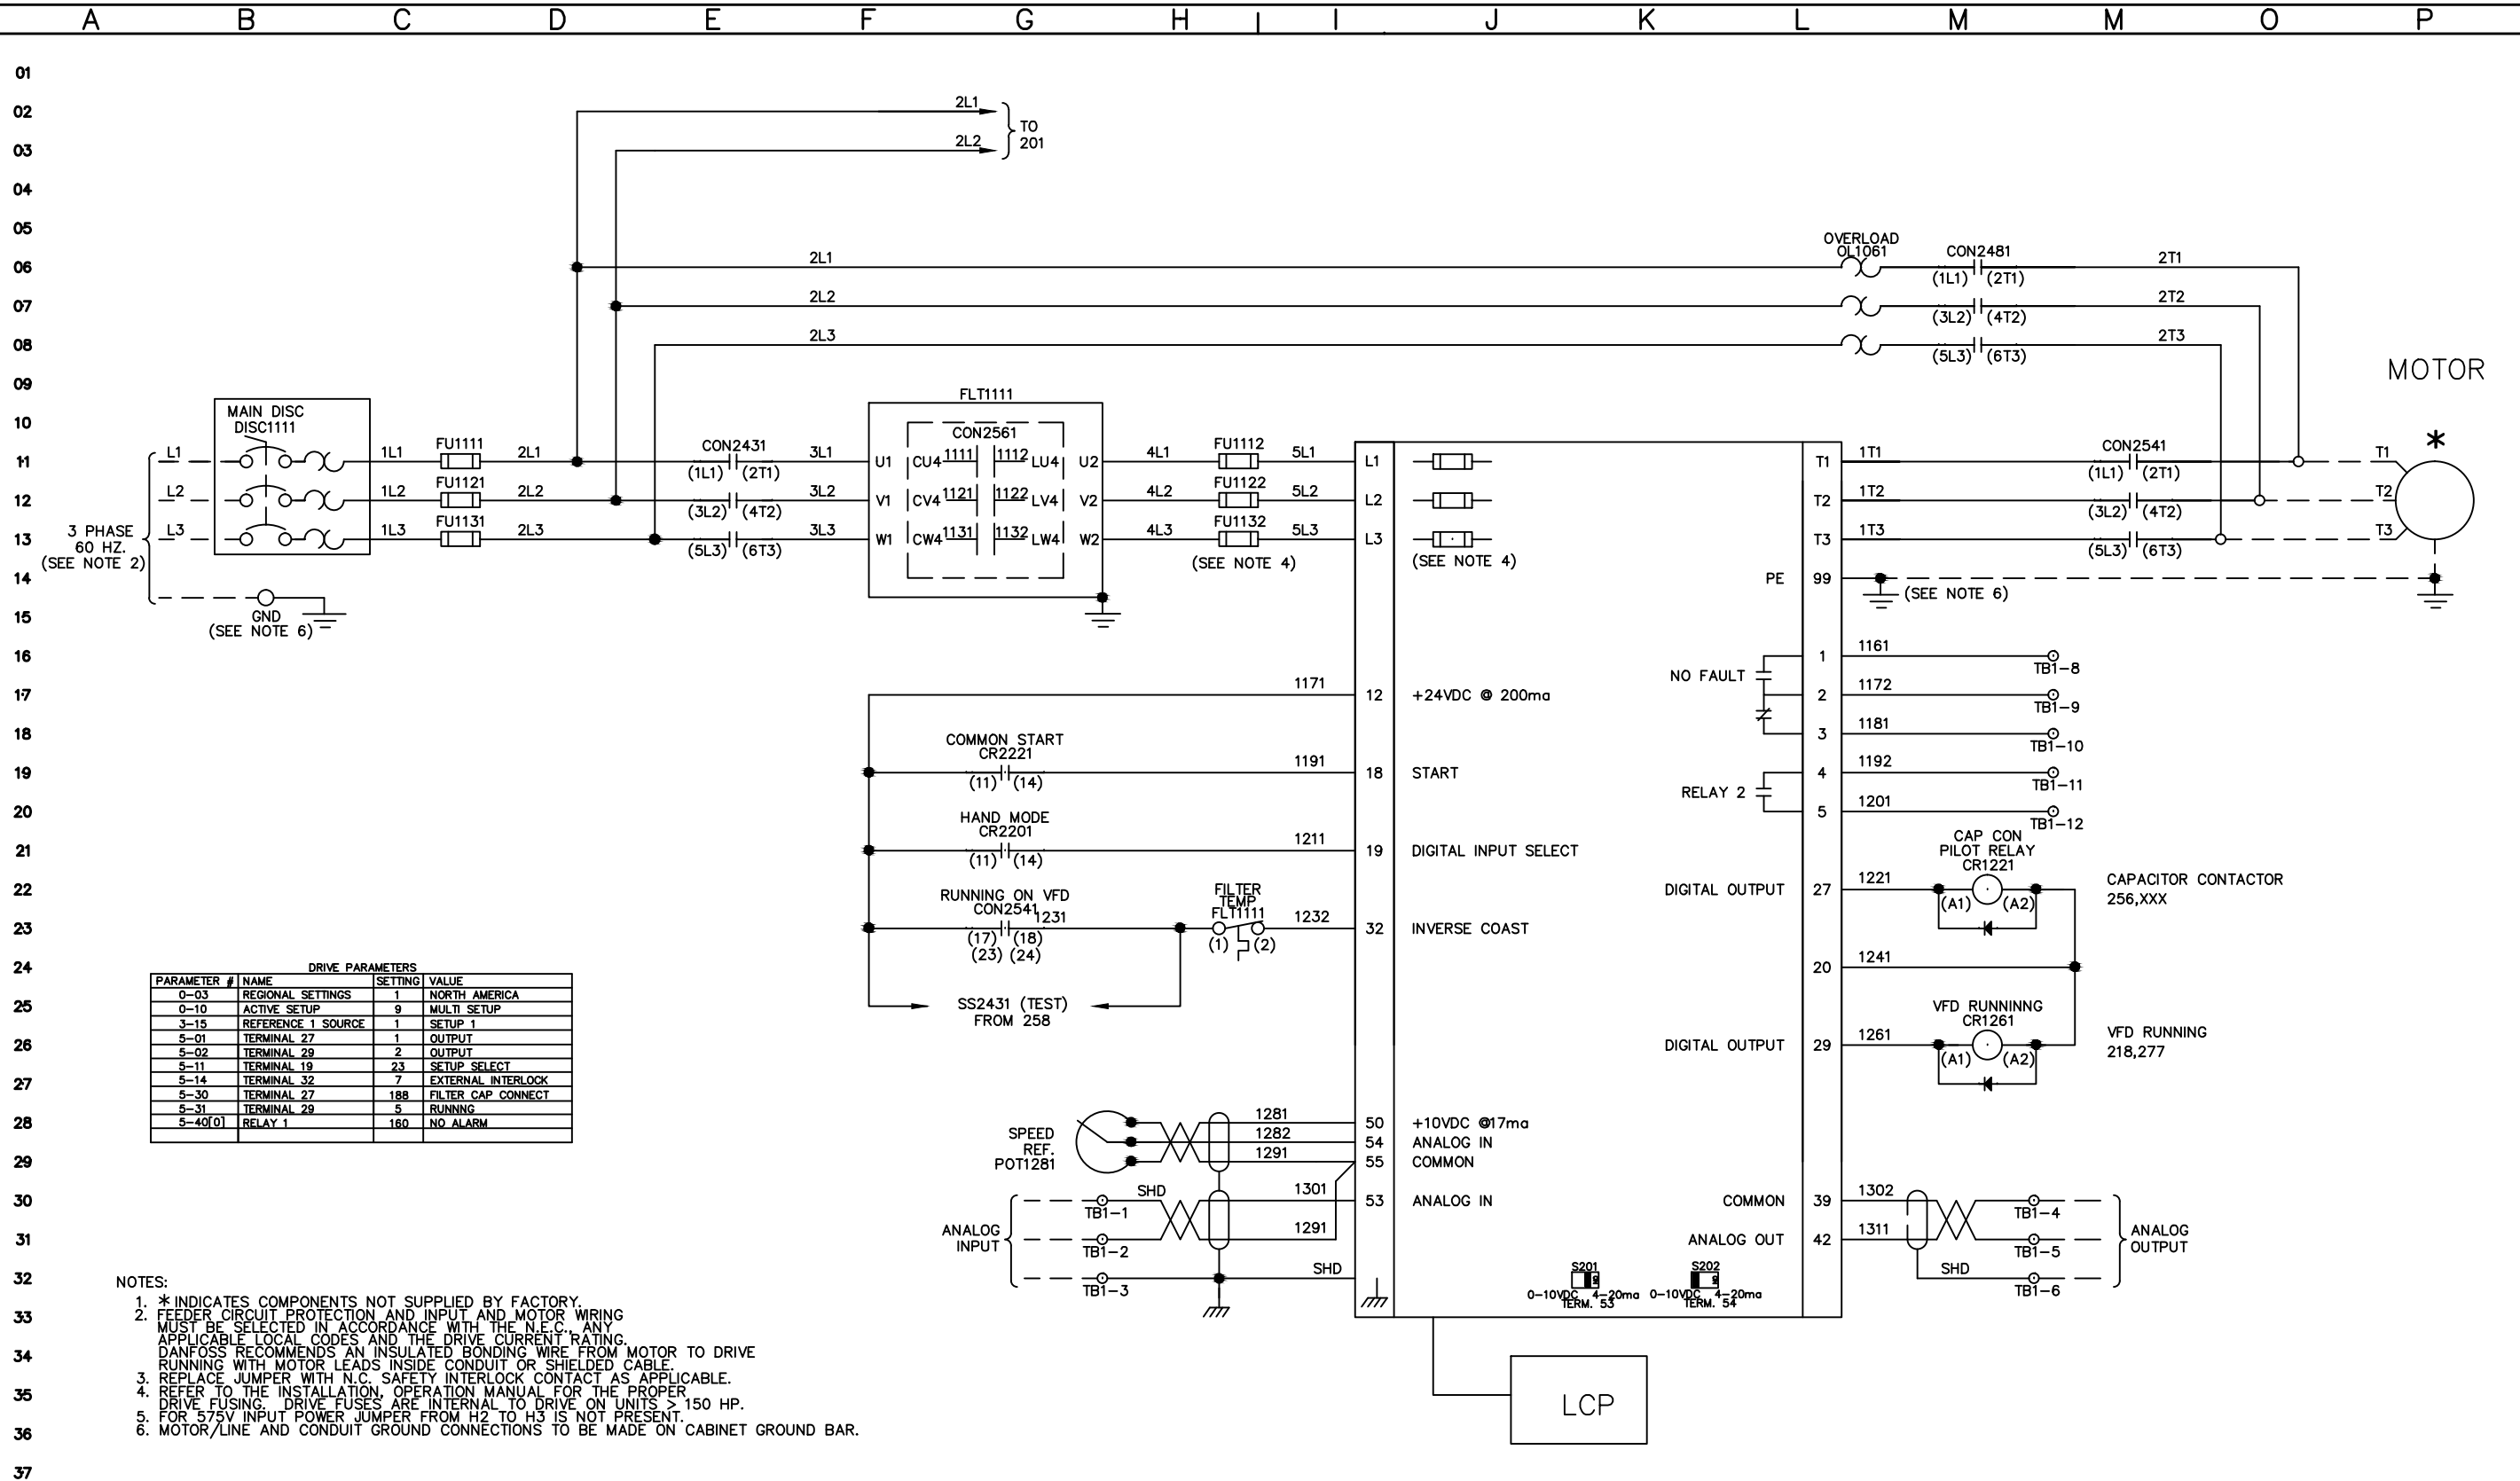 A B C D E F G H I I J K L M M O P
01
02
03
04
05
06
07
08
09
10
11
12
13
14
15
16
17
18
19
20
21
22
23
24
25
26
27
28
29
30
31
32
33
34
35
36
37
2L1
2L2
TO
201
2L1
2L2
2L3
OVERLOAD
OL1061
CON2481
(1L1) (2T1)
(3L2) (4T2)
(5L3) (6T3)
2T1
2T2
2T3
MOTOR
*
T1
T2
T3
3 PHASE
60 HZ.
(SEE NOTE 2)
L1
L2
L3
MAIN DISC
DISC1111
GND
(SEE NOTE 6)
1L1
1L2
1L3
FU1111
FU1121
FU1131
2L1
2L2
2L3
CON2431
(1L1) (2T1)
(3L2) (4T2)
(5L3) (6T3)
3L1
3L2
3L3
FLT1111
CON2561
U1 CU4 1111 1112 LU4 U2
V1 CV4 1121 1122 LV4 V2
W1 CW4 1131 1132 LW4 W2
4L1
4L2
4L3
FU1112
FU1122
FU1132
(SEE NOTE 4)
5L1
5L2
5L3
L1
L2
L3
(SEE NOTE 4)
T1
T2
T3
PE 99
1T1
1T2
1T3
CON2541
(1L1) (2T1)
(3L2) (4T2)
(5L3) (6T3)
(SEE NOTE 6)
1171 12 +24VDC @ 200ma
COMMON START
CR2221
(11) (14)
1191 18 START
HAND MODE
CR2201
(11) (14)
1211 19 DIGITAL INPUT SELECT
RUNNING ON VFD
CON2541
1231
(17) (18)
(23) (24)
FILTER
TEMP
FLT1111
(1) (2)
1232 32 INVERSE COAST
SS2431 (TEST)
FROM 258
NO FAULT
1 1161 TB1-8
2 1172 TB1-9
3 1181 TB1-10
RELAY 2
4 1192 TB1-11
5 1201 TB1-12
CAP CON
PILOT RELAY
CR1221
DIGITAL OUTPUT 27 1221
(A1) (A2)
CAPACITOR CONTACTOR
256,XXX
20 1241
VFD RUNNINNG
CR1261
DIGITAL OUTPUT 29 1261
(A1) (A2)
VFD RUNNING
218,277
DRIVE PARAMETERS
PARAMETER # NAME SETTING VALUE
0-03 REGIONAL SETTINGS 1 NORTH AMERICA
0-10 ACTIVE SETUP 9 MULTI SETUP
3-15 REFERENCE 1 SOURCE 1 SETUP 1
5-01 TERMINAL 27 1 OUTPUT
5-02 TERMINAL 29 2 OUTPUT
5-11 TERMINAL 19 23 SETUP SELECT
5-14 TERMINAL 32 7 EXTERNAL INTERLOCK
5-30 TERMINAL 27 188 FILTER CAP CONNECT
5-31 TERMINAL 29 5 RUNNNG
5-40[0] RELAY 1 160 NO ALARM
SPEED
REF.
POT1281
1281 50 +10VDC @17ma
1282 54 ANALOG IN
1291 55 COMMON
ANALOG
INPUT
TB1-1
TB1-2
TB1-3
SHD
1301 53 ANALOG IN
1291
SHD
COMMON 39 1302
ANALOG OUT 42 1311
SHD
TB1-4
TB1-5
TB1-6
ANALOG
OUTPUT
S201
0-10VDC 4-20ma
TERM. 53
S202
0-10VDC 4-20ma
TERM. 54
LCP
NOTES:
1. * INDICATES COMPONENTS NOT SUPPLIED BY FACTORY.
2. FEEDER CIRCUIT PROTECTION AND INPUT AND MOTOR WIRING
MUST BE SELECTED IN ACCORDANCE WITH THE N.E.C., ANY
APPLICABLE LOCAL CODES AND THE DRIVE CURRENT RATING.
DANFOSS RECOMMENDS AN INSULATED BONDING WIRE FROM MOTOR TO DRIVE
RUNNING WITH MOTOR LEADS INSIDE CONDUIT OR SHIELDED CABLE.
3. REPLACE JUMPER WITH N.C. SAFETY INTERLOCK CONTACT AS APPLICABLE.
4. REFER TO THE INSTALLATION, OPERATION MANUAL FOR THE PROPER
DRIVE FUSING. DRIVE FUSES ARE INTERNAL TO DRIVE ON UNITS > 150 HP.
5. FOR 575V INPUT POWER JUMPER FROM H2 TO H3 IS NOT PRESENT.
6. MOTOR/LINE AND CONDUIT GROUND CONNECTIONS TO BE MADE ON CABINET GROUND BAR.